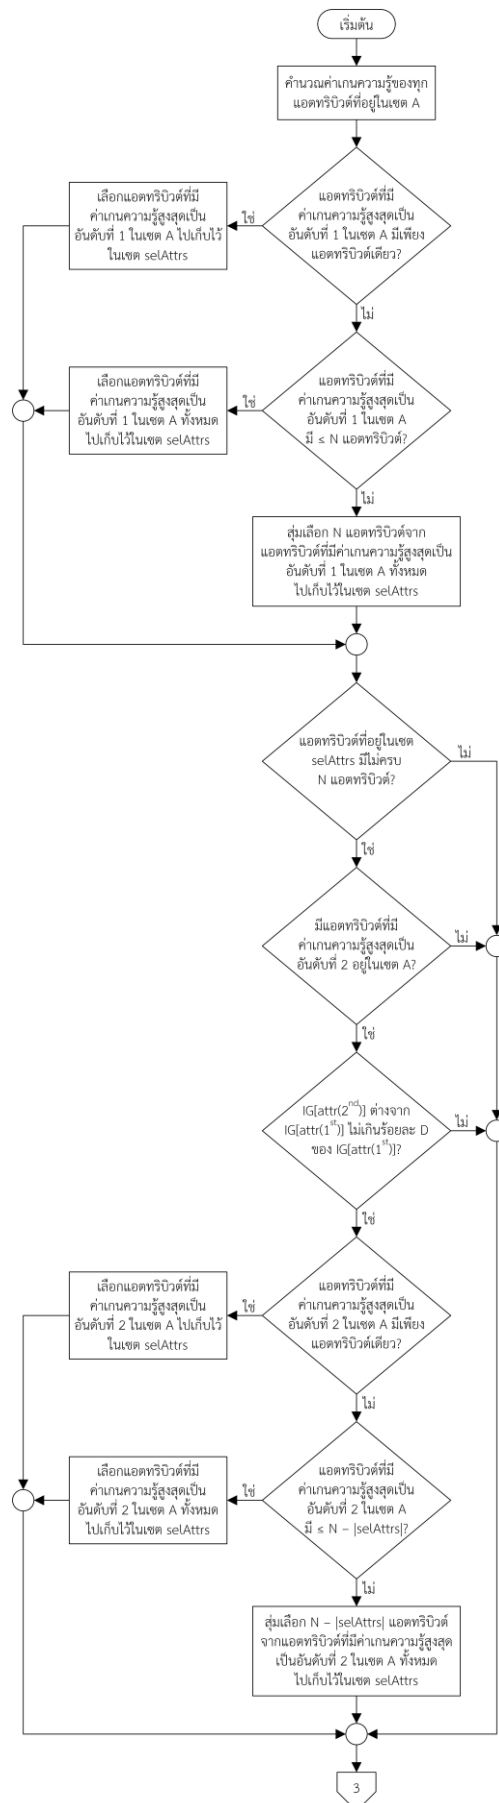 เริ่มต้น
คำนวณค่าเกนความรู้ของทุก
แอตทริบิวต์ที่อยู่ในเซต A
แอตทริบิวต์ที่มี
ค่าเกนความรู้สูงสุดเป็น
อันดับที่ 1 ในเซต A มีเพียง
แอตทริบิวต์เดียว?
ใช่
เลือกแอตทริบิวต์ที่มี
ค่าเกนความรู้สูงสุดเป็น
อันดับที่ 1 ในเซต A ไปเก็บไว้
ในเซต selAttrs
ไม่
แอตทริบิวต์ที่มี
ค่าเกนความรู้สูงสุดเป็น
อันดับที่ 1 ในเซต A
มี ≤ N แอตทริบิวต์?
ใช่
เลือกแอตทริบิวต์ที่มี
ค่าเกนความรู้สูงสุดเป็น
อันดับที่ 1 ในเซต A ทั้งหมด
ไปเก็บไว้ในเซต selAttrs
ไม่
สุ่มเลือก N แอตทริบิวต์จาก
แอตทริบิวต์ที่มีค่าเกนความรู้สูงสุดเป็น
อันดับที่ 1 ในเซต A ทั้งหมด
ไปเก็บไว้ในเซต selAttrs
แอตทริบิวต์ที่อยู่ในเซต
selAttrs มีไม่ครบ
N แอตทริบิวต์?
ไม่
ใช่
มีแอตทริบิวต์ที่มี
ค่าเกนความรู้สูงสุดเป็น
อันดับที่ 2 อยู่ในเซต A?
ไม่
ใช่
IG[attr(2nd)] ต่างจาก
IG[attr(1st)] ไม่เกินร้อยละ D
ของ IG[attr(1st)]?
ไม่
ใช่
แอตทริบิวต์ที่มี
ค่าเกนความรู้สูงสุดเป็น
อันดับที่ 2 ในเซต A มีเพียง
แอตทริบิวต์เดียว?
ใช่
เลือกแอตทริบิวต์ที่มี
ค่าเกนความรู้สูงสุดเป็น
อันดับที่ 2 ในเซต A ไปเก็บไว้
ในเซต selAttrs
ไม่
แอตทริบิวต์ที่มี
ค่าเกนความรู้สูงสุดเป็น
อันดับที่ 2 ในเซต A
มี ≤ N – |selAttrs|?
ใช่
เลือกแอตทริบิวต์ที่มี
ค่าเกนความรู้สูงสุดเป็น
อันดับที่ 2 ในเซต A ทั้งหมด
ไปเก็บไว้ในเซต selAttrs
ไม่
สุ่มเลือก N – |selAttrs| แอตทริบิวต์
จากแอตทริบิวต์ที่มีค่าเกนความรู้สูงสุด
เป็นอันดับที่ 2 ในเซต A ทั้งหมด
ไปเก็บไว้ในเซต selAttrs
3